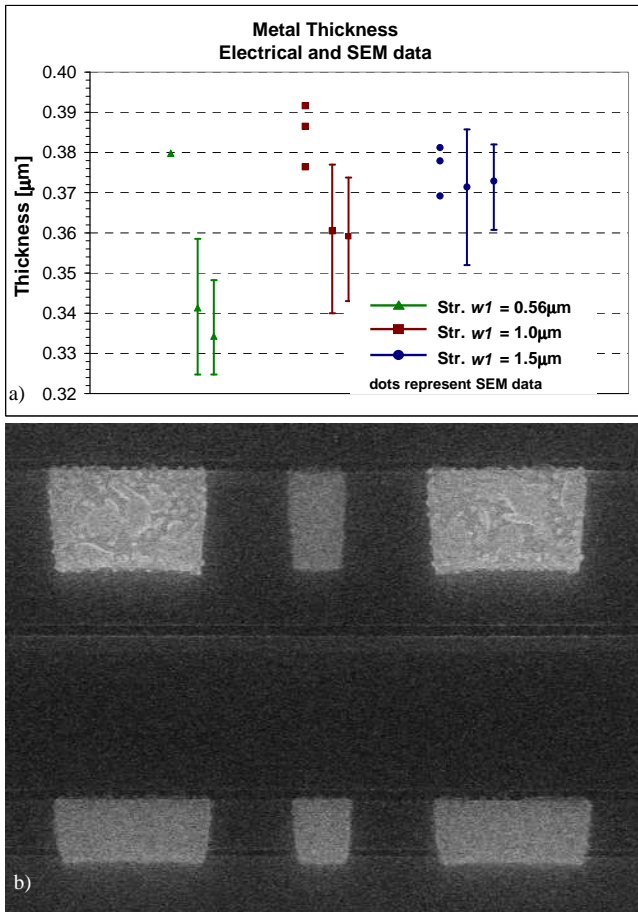 Metal Thickness
Electrical and SEM data
0.40
0.39
0.38
0.37
0.36
0.35
0.34
0.33
0.32
Thickness [µm]
Str. w1 = 0.56µm
Str. w1 = 1.0µm
Str. w1 = 1.5µm
dots represent SEM data
a)
b)